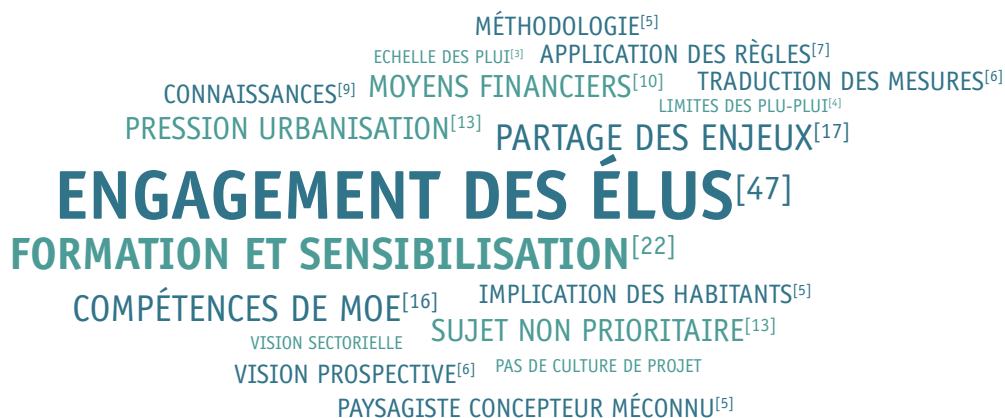 MÉTHODOLOGIE[5]
ECHELLE DES PLUI[3] APPLICATION DES RÈGLES[7]
CONNAISSANCES[9] MOYENS FINANCIERS[10] TRADUCTION DES MESURES[6]
LIMITES DES PLU-PLUI[4]
PRESSION URBANISATION[13] PARTAGE DES ENJEUX[17]
ENGAGEMENT DES ÉLUS[47]
FORMATION ET SENSIBILISATION[22]
COMPÉTENCES DE MOE[16] IMPLICATION DES HABITANTS[5]
VISION SECTORIELLE SUJET NON PRIORITAIRE[13]
VISION PROSPECTIVE[6] PAS DE CULTURE DE PROJET
PAYSAGISTE CONCEPTEUR MÉCONNU[5]